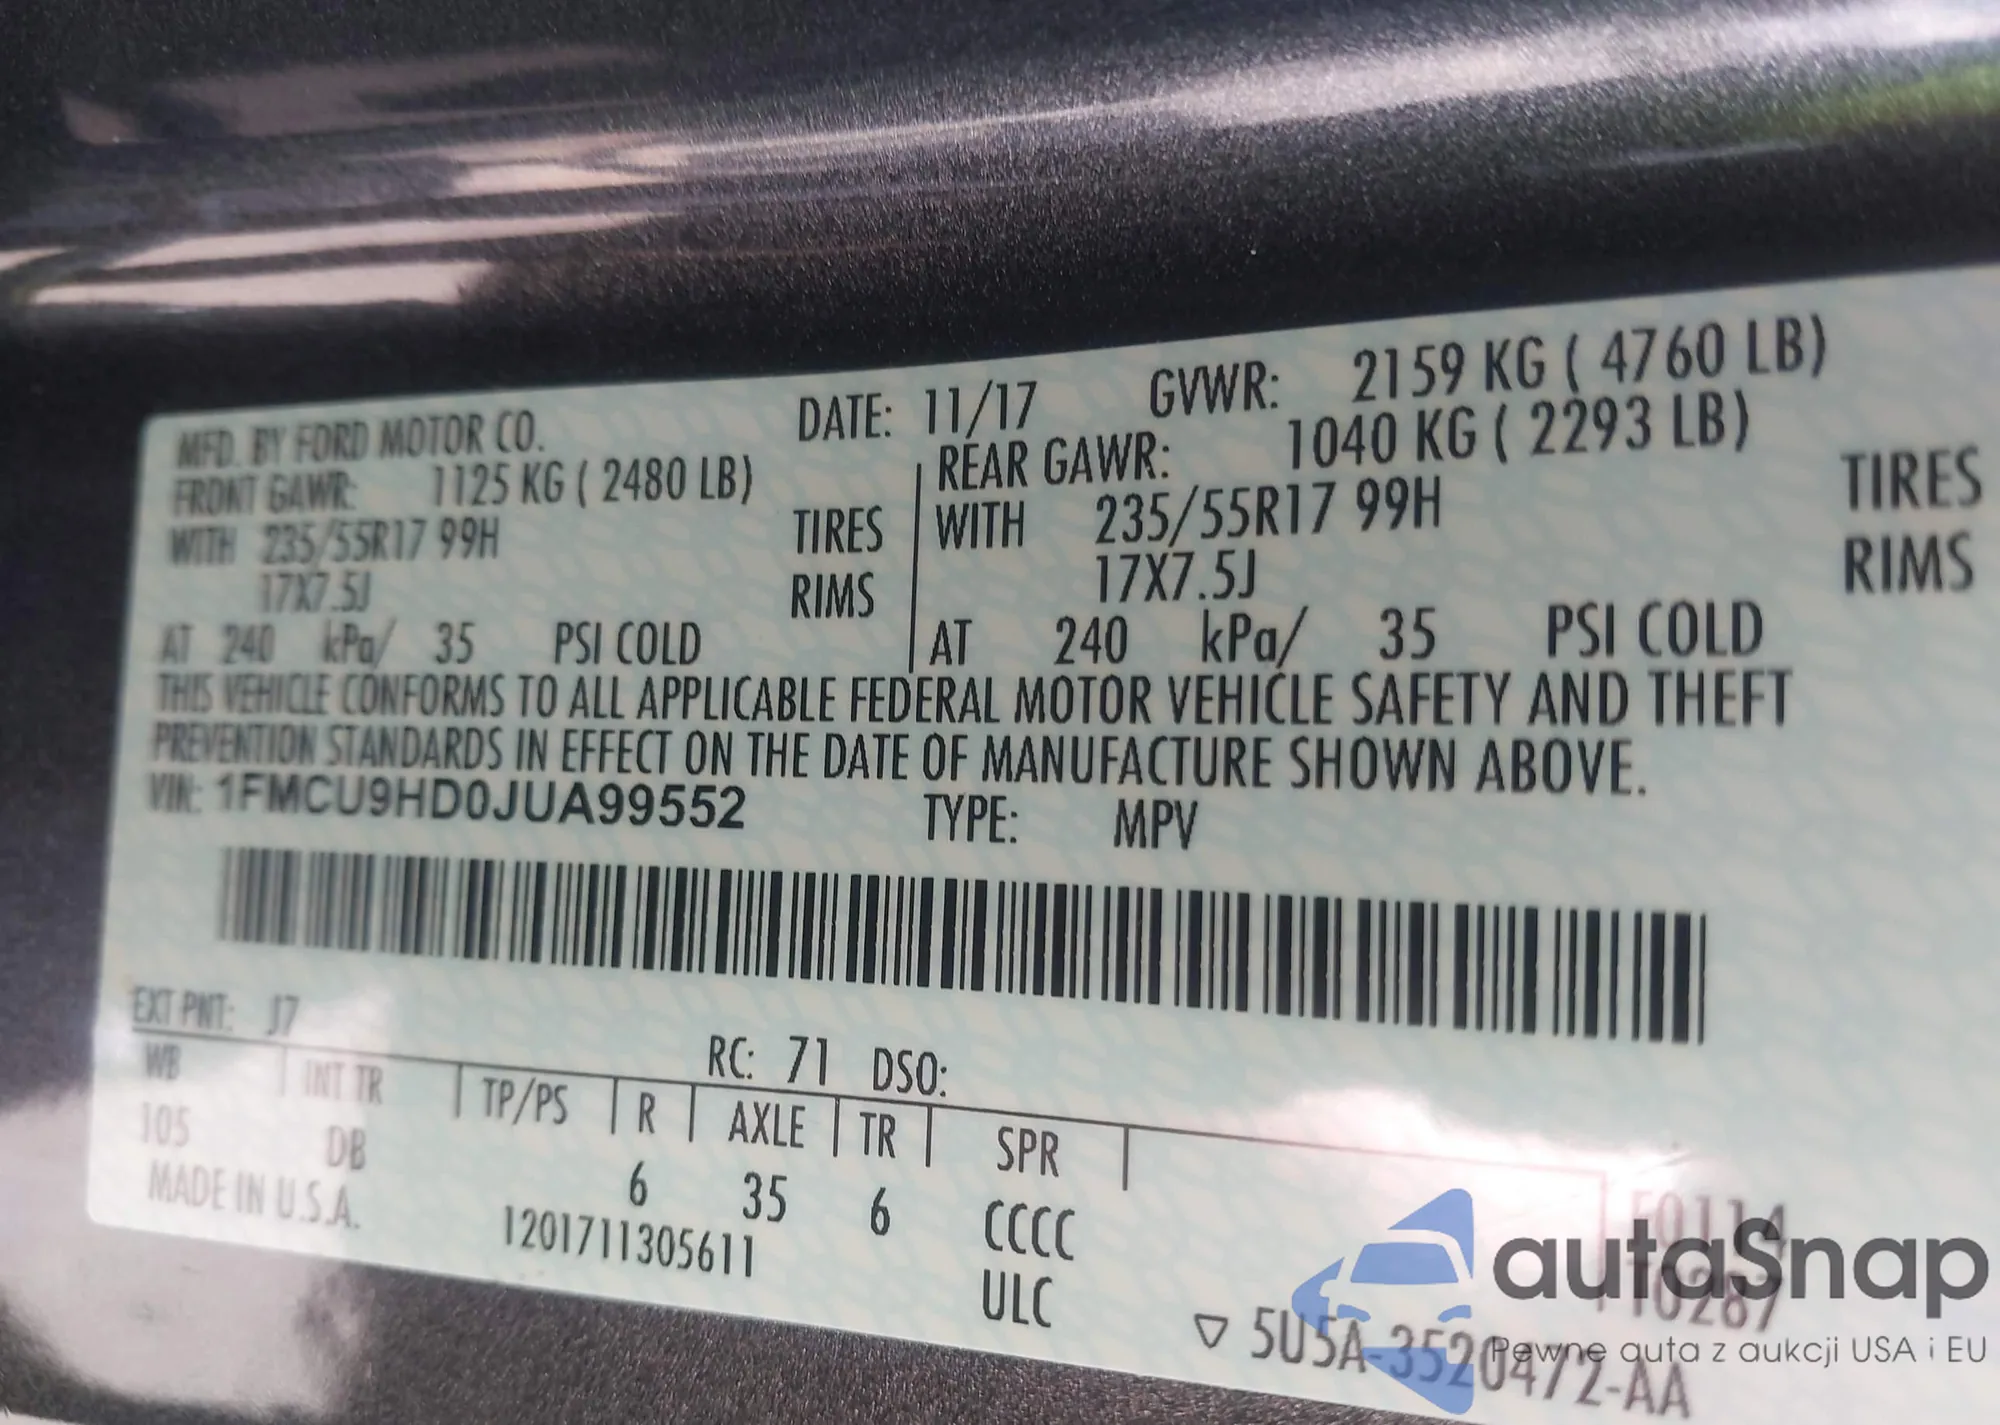 MFD. BY FORD MOTOR CO. DATE: 11/17 GVWR: 2159 KG ( 4760 LB)
FRONT GAWR: 1125 KG ( 2480 LB) REAR GAWR: 1040 KG ( 2293 LB)
WITH 235/55R17 99H TIRES WITH 235/55R17 99H TIRES
17X7.5J RIMS 17X7.5J RIMS
AT 240 kPa/ 35 PSI COLD AT 240 kPa/ 35 PSI COLD
THIS VEHICLE CONFORMS TO ALL APPLICABLE FEDERAL MOTOR VEHICLE SAFETY AND THEFT
PREVENTION STANDARDS IN EFFECT ON THE DATE OF MANUFACTURE SHOWN ABOVE.
VIN: 1FMCU9HD0JUA99552 TYPE: MPV
EXT PNT: J7 RC: 71 DSO:
WB INT TR TP/PS R AXLE TR SPR
105 DB 6 35 6 CCCC
MADE IN U.S.A. 1201711305611 ULC
F0114
T0287
▽ 5U5A-3520472-AA
autaSnap
Pewne auta z aukcji USA i EU